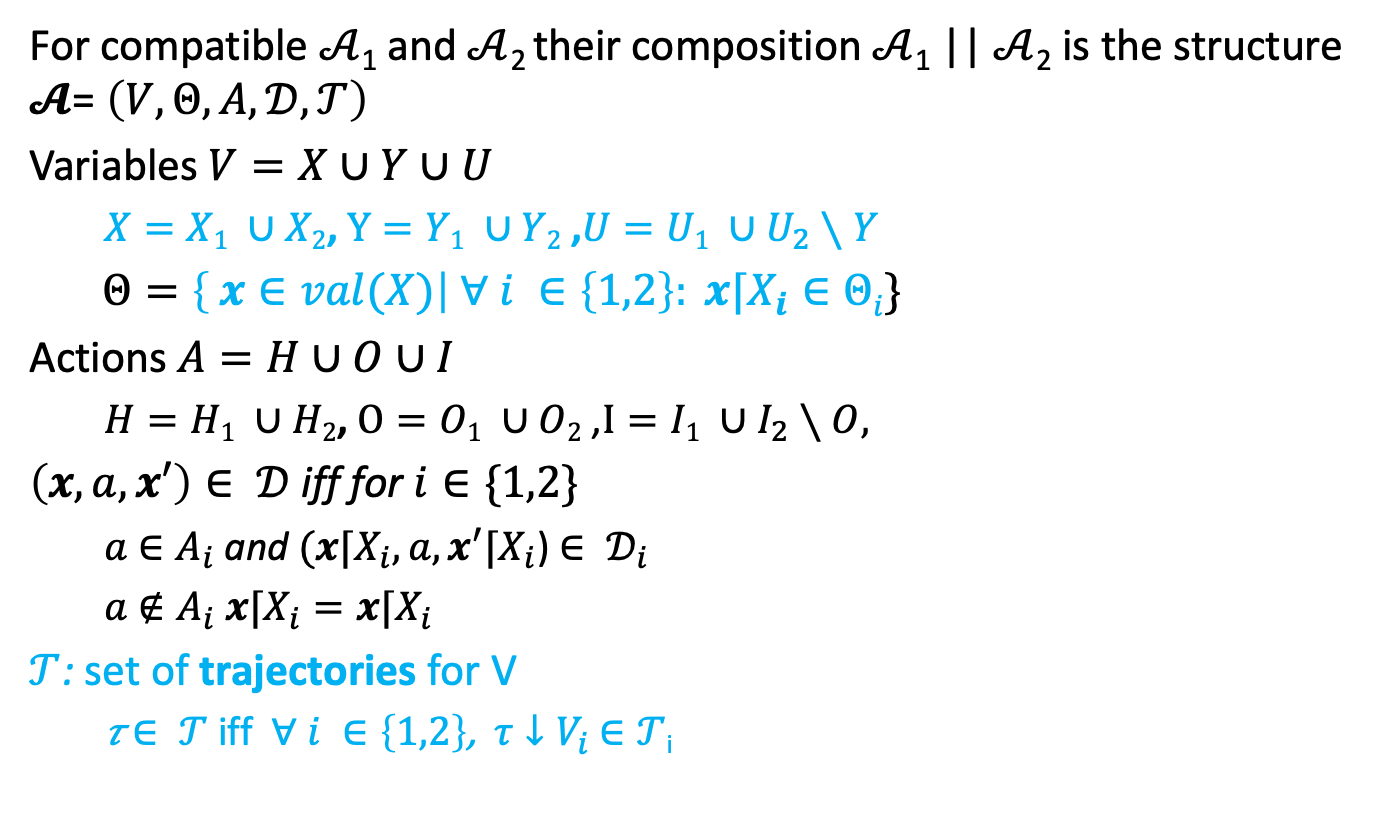 For compatible 𝒜₁ and 𝒜₂ their composition 𝒜₁ || 𝒜₂ is the structure
𝓐= (𝑉, Θ, 𝐴, 𝒟, 𝒯)
Variables 𝑉 = 𝑋 ∪ 𝑌 ∪ 𝑈
𝑋 = 𝑋₁ ∪ 𝑋₂, Y = 𝑌₁ ∪ 𝑌₂ ,𝑈 = 𝑈₁ ∪ 𝑈₂ \ 𝑌
Θ = { 𝒙 ∈ 𝑣𝑎𝑙(𝑋)| ∀ 𝑖 ∈ {1,2}: 𝒙⌈𝑋ᵢ ∈ Θᵢ}
Actions 𝐴 = 𝐻 ∪ 𝑂 ∪ 𝐼
𝐻 = 𝐻₁ ∪ 𝐻₂, O = 𝑂₁ ∪ 𝑂₂ ,I = 𝐼₁ ∪ 𝐼₂ \ 𝑂,
(𝒙, 𝑎, 𝒙′) ∈ 𝒟 iff for 𝑖 ∈ {1,2}
𝑎 ∈ 𝐴ᵢ and (𝒙⌈𝑋ᵢ, 𝑎, 𝒙′⌈𝑋ᵢ) ∈ 𝒟ᵢ
𝑎 ∉ 𝐴ᵢ 𝒙⌈𝑋ᵢ = 𝒙⌈𝑋ᵢ
𝒯: set of trajectories for V
𝜏∈ 𝒯 iff ∀ 𝑖 ∈ {1,2}, 𝜏 ↓ 𝑉ᵢ ∈ 𝒯ᵢ